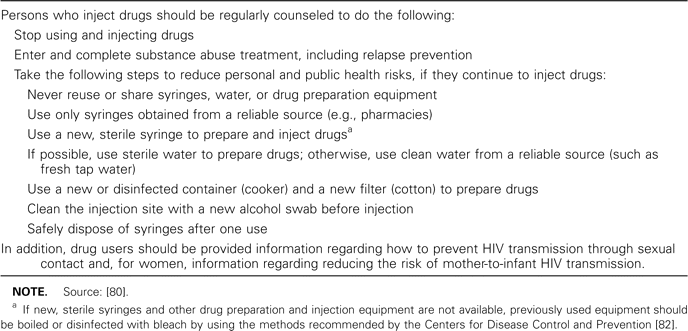 Persons who inject drugs should be regularly counseled to do the following:
Stop using and injecting drugs
Enter and complete substance abuse treatment, including relapse prevention
Take the following steps to reduce personal and public health risks, if they continue to inject drugs:
Never reuse or share syringes, water, or drug preparation equipment
Use only syringes obtained from a reliable source (e.g., pharmacies)
Use a new, sterile syringe to prepare and inject drugsa
If possible, use sterile water to prepare drugs; otherwise, use clean water from a reliable source (such as
fresh tap water)
Use a new or disinfected container (cooker) and a new filter (cotton) to prepare drugs
Clean the injection site with a new alcohol swab before injection
Safely dispose of syringes after one use
In addition, drug users should be provided information regarding how to prevent HIV transmission through sexual
contact and, for women, information regarding reducing the risk of mother-to-infant HIV transmission.
NOTE. Source: [80].
a If new, sterile syringes and other drug preparation and injection equipment are not available, previously used equipment should
be boiled or disinfected with bleach by using the methods recommended by the Centers for Disease Control and Prevention [82].